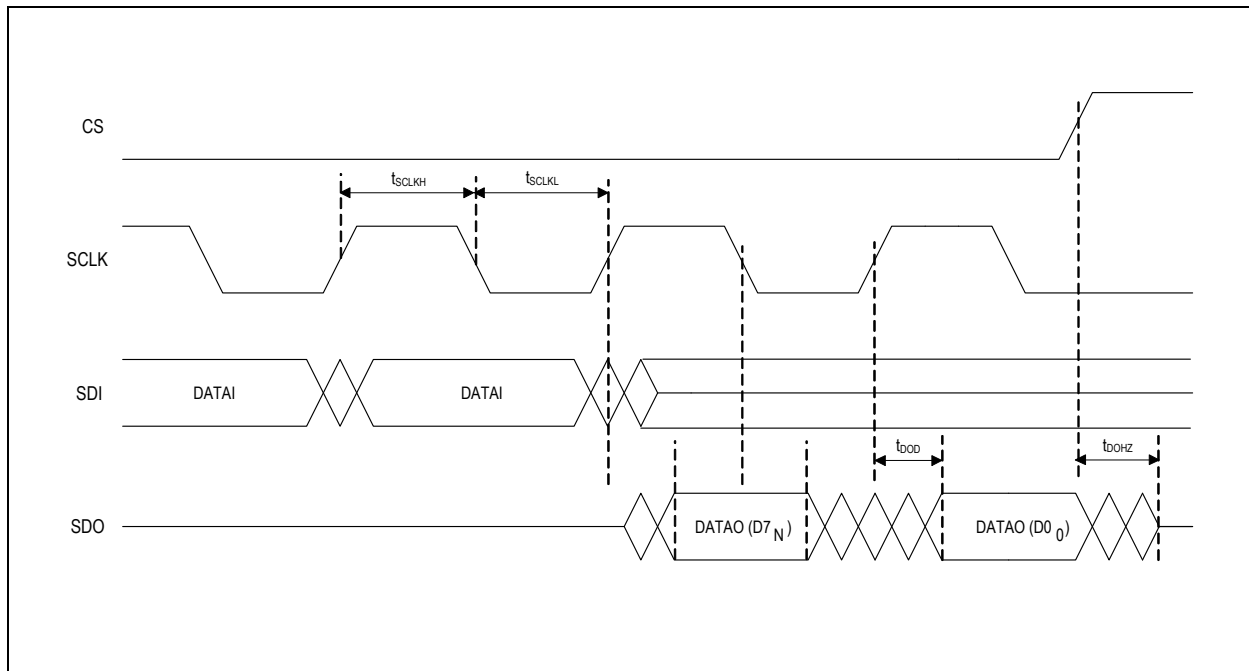 CS
tSCLKH
tSCLKL
SCLK
SDI
DATAI
DATAI
tDOD
tDOHZ
SDO
DATAO (D7N)
DATAO (D00)